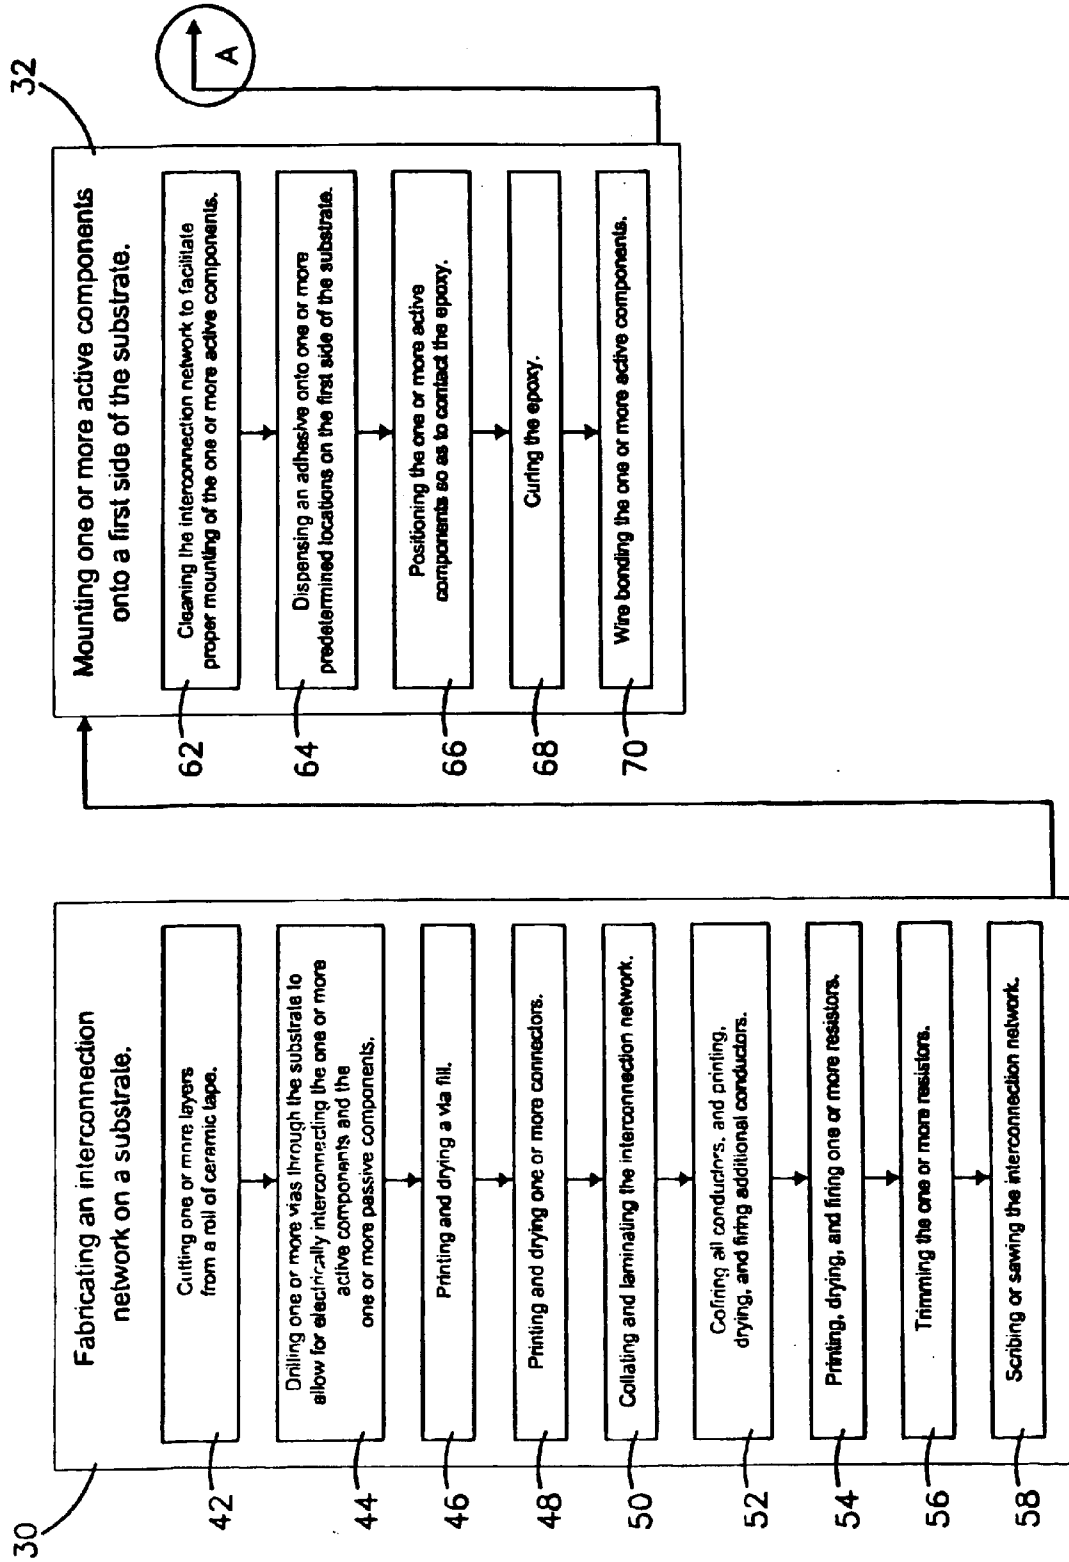 30
Fabricating an interconnection
network on a substrate.
42
Cutting one or more layers
from a roll of ceramic tape.
44
Drilling one or more vias through the substrate to
allow for electrically interconnecting the one or more
active components and the
one or more passive components.
46
Printing and drying a via fill.
48
Printing and drying one or more connectors.
50
Collating and laminating the interconnection network.
52
Cofiring all conductors, and printing,
drying, and firing additional conductors.
54
Printing, drying, and firing one or more resistors.
56
Trimming the one or more resistors.
58
Scribing or sawing the interconnection network.
32
Mounting one or more active components
onto a first side of the substrate.
62
Cleaning the interconnection network to facilitate
proper mounting of the one or more active components.
64
Dispensing an adhesive onto one or more
predetermined locations on the first side of the substrate.
66
Positioning the one or more active
components so as to contact the epoxy.
68
Curing the epoxy.
70
Wire bonding the one or more active components.
A